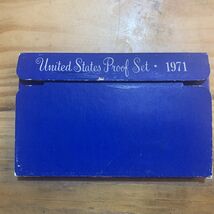 United States Proof Set · 1971